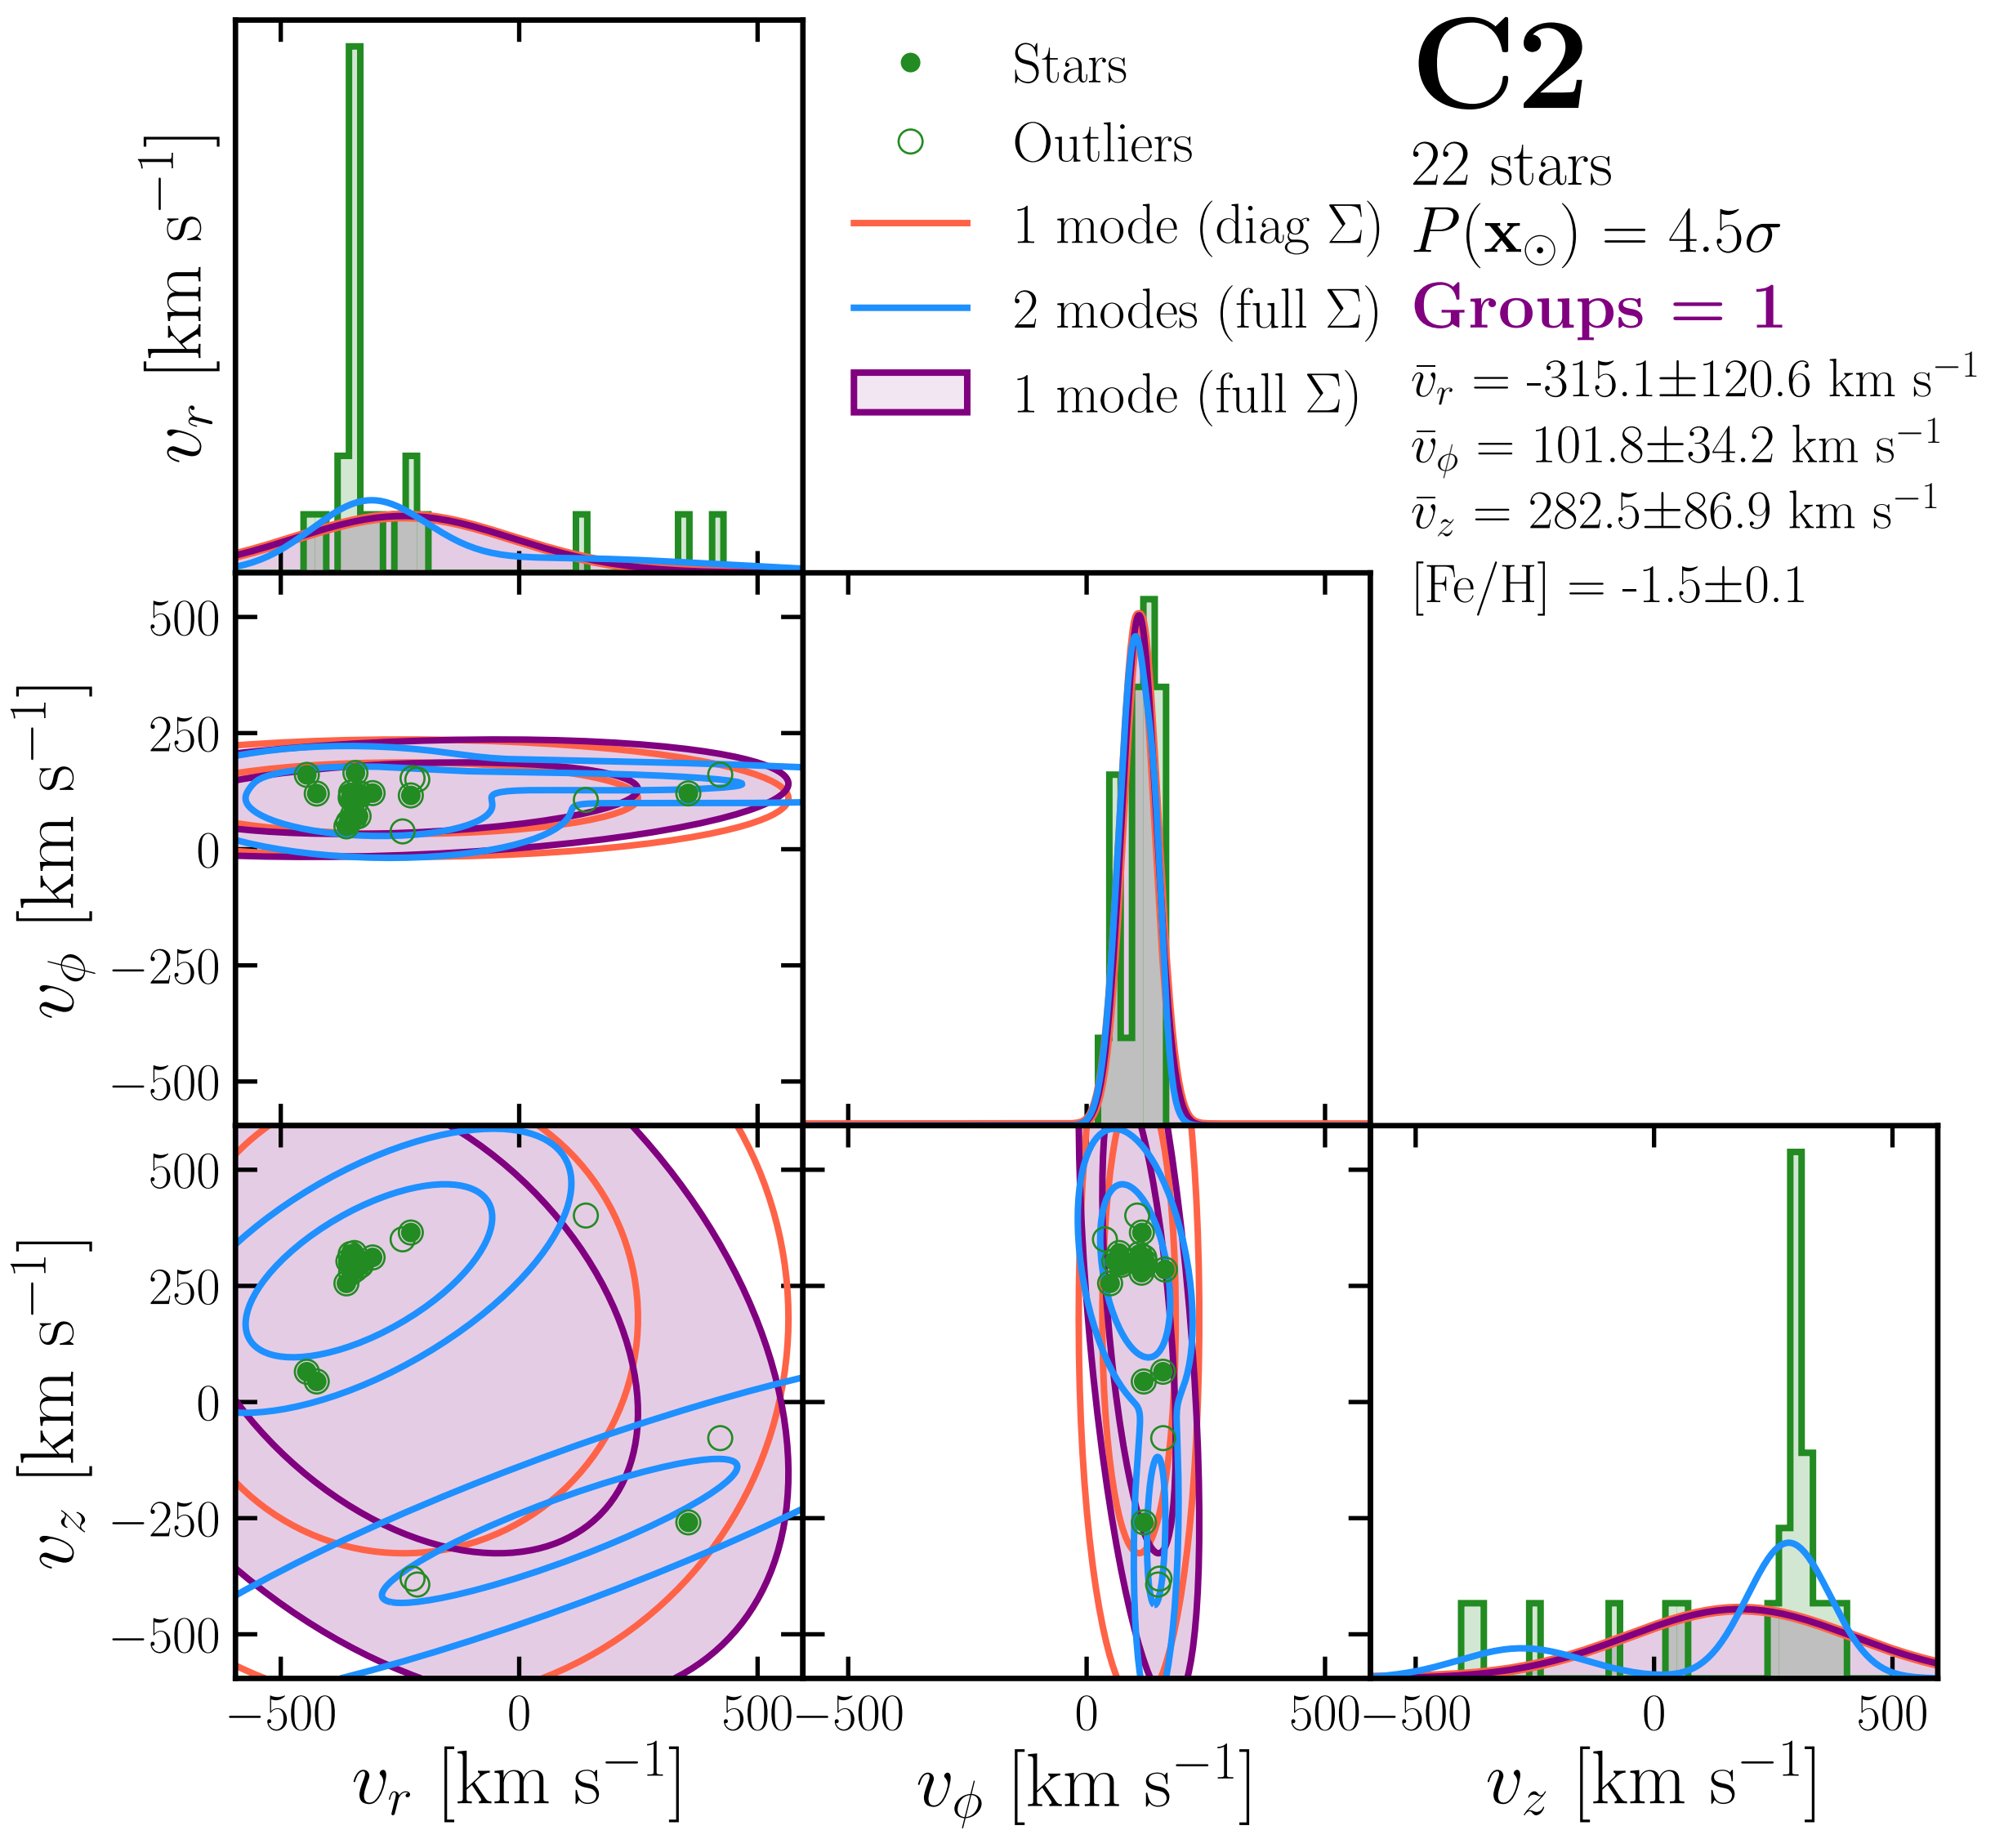 C2
22 stars
P(x⊙) = 4.5σ
Groups = 1
v̄r = -315.1±120.6 km s⁻¹
v̄ϕ = 101.8±34.2 km s⁻¹
v̄z = 282.5±86.9 km s⁻¹
[Fe/H] = -1.5±0.1
Stars
Outliers
1 mode (diag Σ)
2 modes (full Σ)
1 mode (full Σ)
vr [km s⁻¹]
500
250
0
−250
−500
vϕ [km s⁻¹]
500
250
0
−250
−500
vz [km s⁻¹]
−500 0 500 −500 0 500 −500 0 500
vr [km s⁻¹] vϕ [km s⁻¹] vz [km s⁻¹]